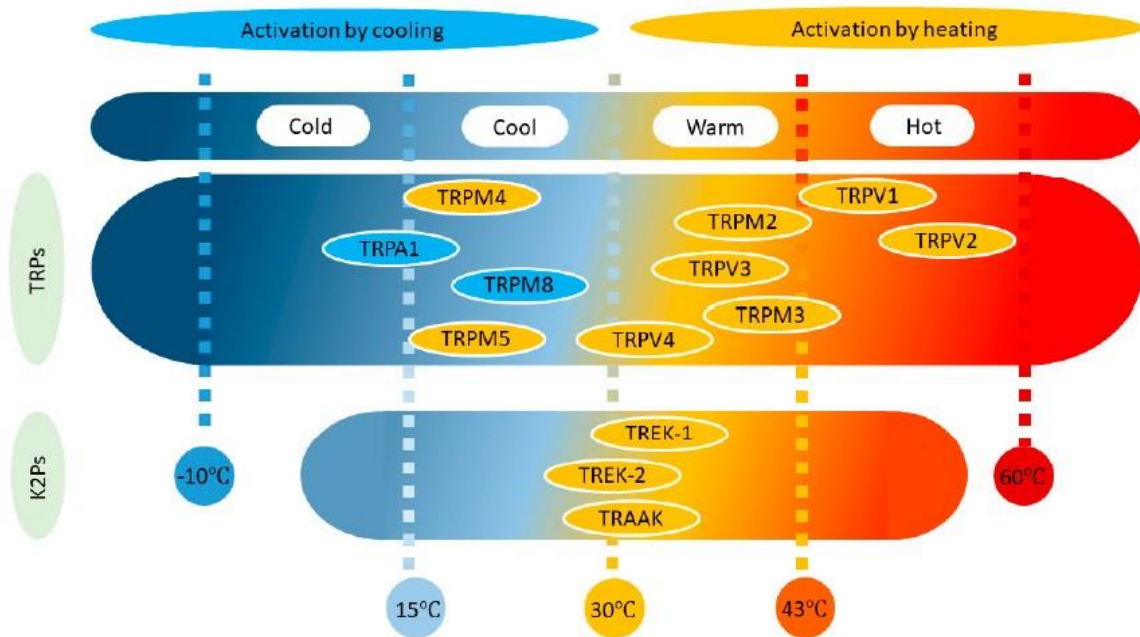 Activation by cooling
Activation by heating
Cold
Cool
Warm
Hot
TRPs
TRPM4
TRPV1
TRPM2
TRPV2
TRPA1
TRPV3
TRPM8
TRPM3
TRPM5
TRPV4
K2Ps
TREK-1
TREK-2
TRAAK
-10℃
60℃
15℃
30℃
43℃